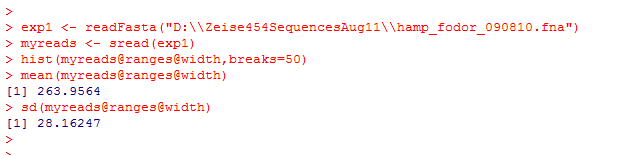 >
> exp1 <- readFasta("D:\\Zeise454SequencesAug11\\hamp_fodor_090810.fna")
> myreads <- sread(exp1)
> hist(myreads@ranges@width,breaks=50)
> mean(myreads@ranges@width)
[1] 263.9564
> sd(myreads@ranges@width)
[1] 28.16247
>
>